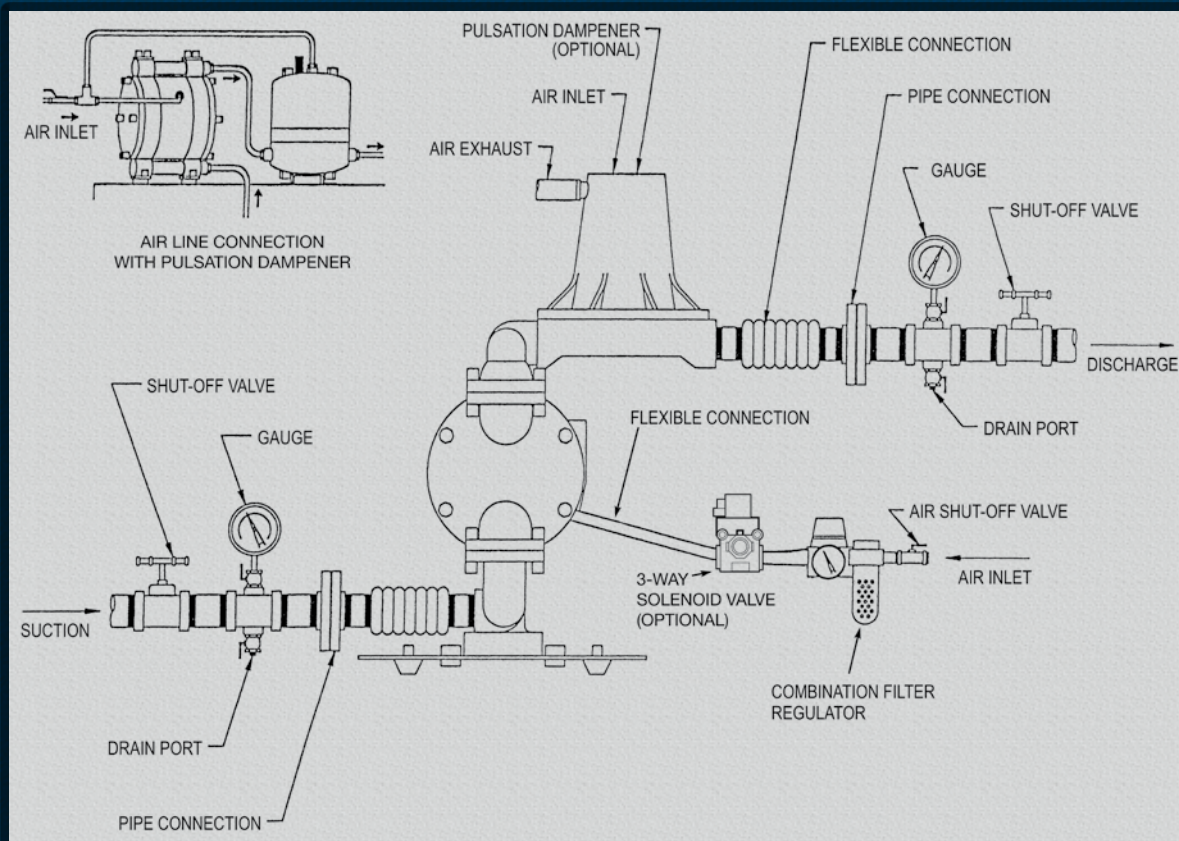 AIR INLET
AIR LINE CONNECTION
WITH PULSATION DAMPENER
PULSATION DAMPENER
(OPTIONAL)
AIR INLET
AIR EXHAUST
FLEXIBLE CONNECTION
PIPE CONNECTION
GAUGE
SHUT-OFF VALVE
DISCHARGE
DRAIN PORT
SHUT-OFF VALVE
GAUGE
FLEXIBLE CONNECTION
AIR SHUT-OFF VALVE
AIR INLET
3-WAY
SOLENOID VALVE
(OPTIONAL)
COMBINATION FILTER
REGULATOR
SUCTION
DRAIN PORT
PIPE CONNECTION